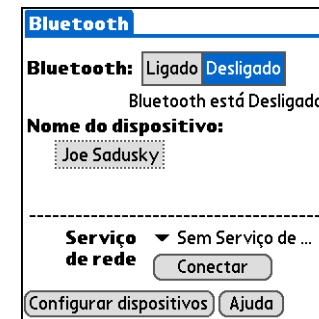 Bluetooth
Bluetooth: Ligado Desligado
Bluetooth está Desligado
Nome do dispositivo:
Joe Sadusky
Serviço Sem Serviço de ...
de rede Conectar
Configurar dispositivos Ajuda